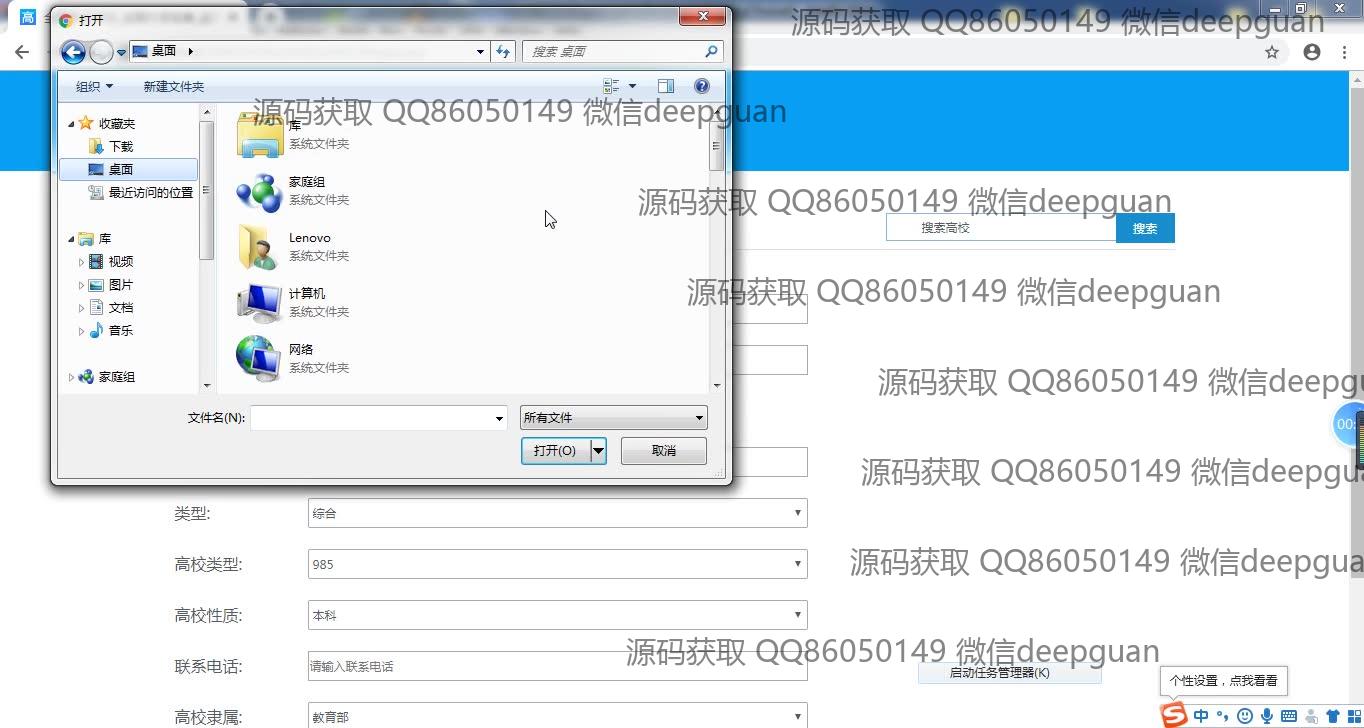 高
打开
源码获取 QQ86050149 微信deepguan
桌面
搜索 桌面
组织
新建文件夹
源码获取 QQ86050149 微信deepguan
收藏夹
下载
桌面
最近访问的位置
库
视频
图片
文档
音乐
家庭组
库
系统文件夹
家庭组
系统文件夹
Lenovo
系统文件夹
计算机
系统文件夹
网络
系统文件夹
源码获取 QQ86050149 微信deepguan
搜索高校
搜索
源码获取 QQ86050149 微信deepguan
源码获取 QQ86050149 微信deepgu
文件名(N):
所有文件
00:
打开(O)
取消
源码获取 QQ86050149 微信deepgua
类型:
综合
高校类型:
985
源码获取 QQ86050149 微信deepgua
高校性质:
本科
联系电话:
请输入联系电话
源码获取 QQ86050149 微信deepguan
启动任务管理器(K)
个性设置，点我看看
高校隶属:
教育部
中